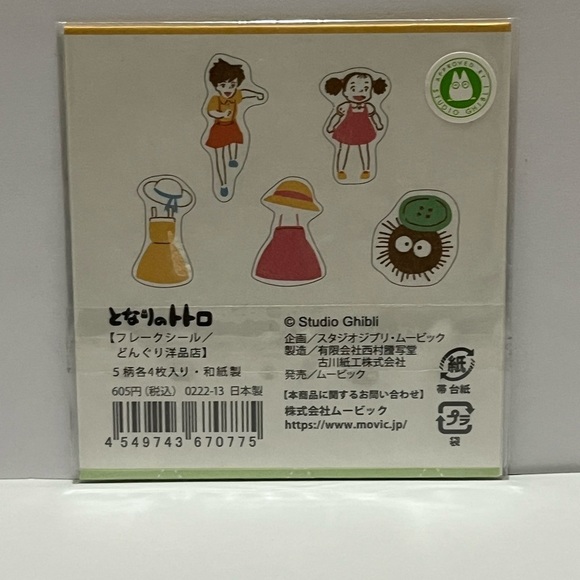 APPROVED BY STUDIO GHIBLI
となりのトトロ
【フレークシール/
どんぐり洋品店】
5柄各4枚入り・和紙製
605円(税込) 0222-13 日本製
4 549743 670775
© Studio Ghibli
企画/スタジオジブリ・ムービック
製造/有限会社西村謄写堂
古川紙工株式会社
発売/ムービック
【本商品に関するお問い合わせ】
株式会社ムービック
https://www.movic.jp/
紙
帯 台紙
プラ
袋